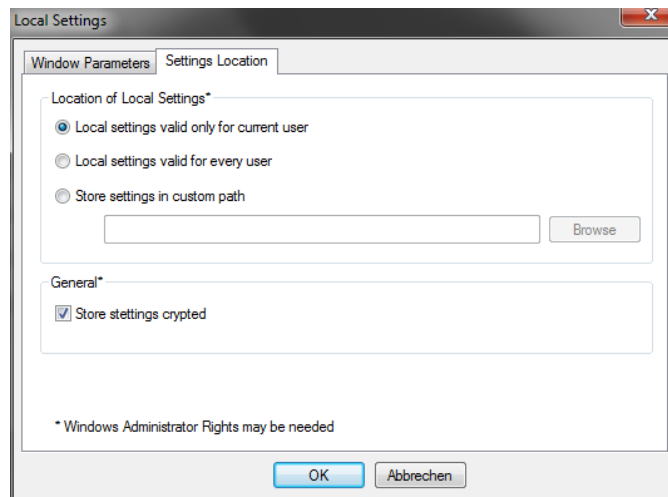 Local Settings
Window Parameters Settings Location
Location of Local Settings*
Local settings valid only for current user
Local settings valid for every user
Store settings in custom path
Browse
General*
Store stettings crypted
* Windows Administrator Rights may be needed
OK Abbrechen